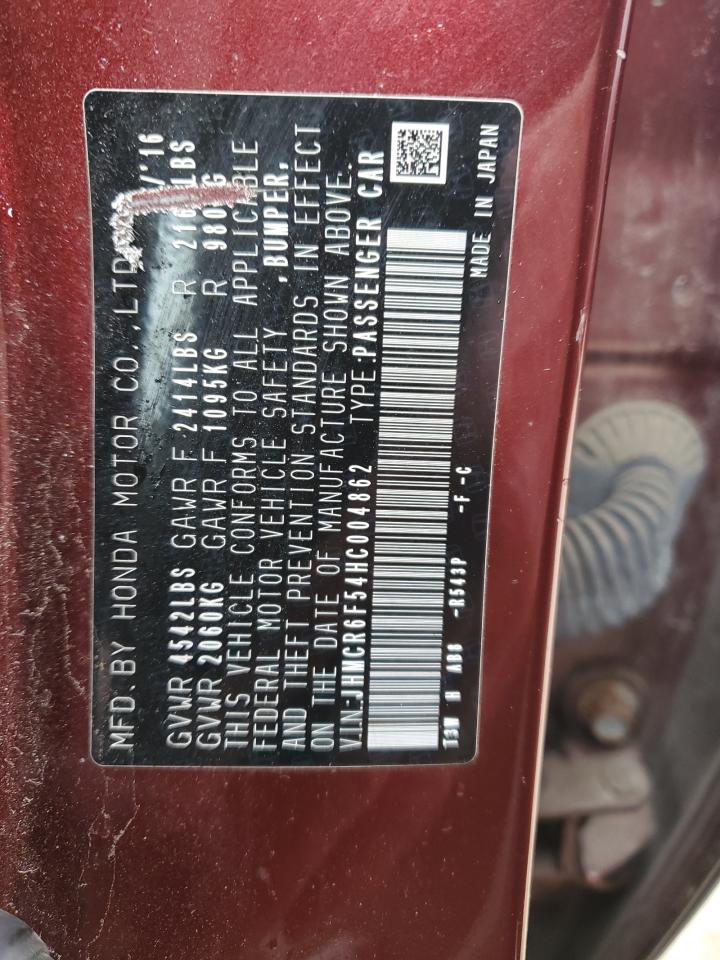 MFD. BY HONDA MOTOR CO., LTD. /'16
GVWR 4542LBS GAWR F 2414LBS R LBS
GVWR 2060KG GAWR F 1095KG R 980KG
THIS VEHICLE CONFORMS TO ALL APPLICABLE
FEDERAL MOTOR VEHICLE SAFETY ,BUMPER,
AND THEFT PREVENTION STANDARDS IN EFFECT
ON THE DATE OF MANUFACTURE SHOWN ABOVE.
V.I.N:JHMCR6F54HC004862 TYPE:PASSENGER CAR
-R543P -F -C
MADE IN JAPAN